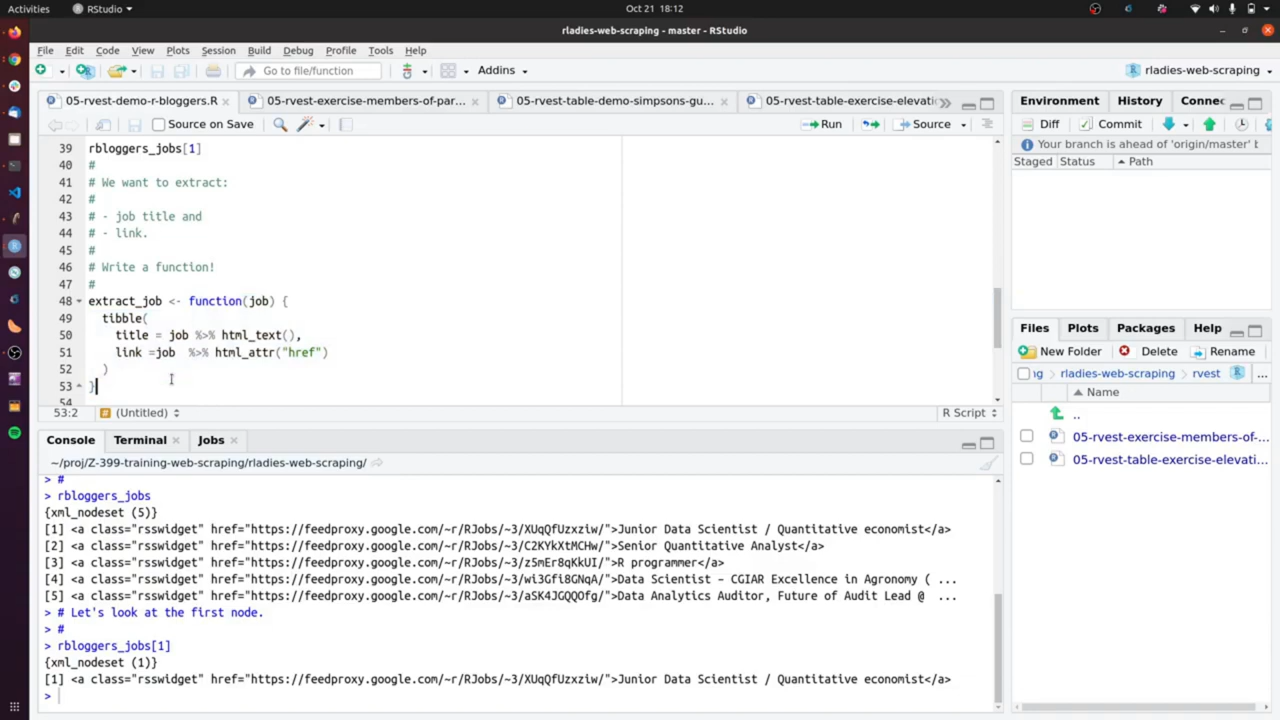 Activities RStudio Oct 21 18:12
rladies-web-scraping - master - RStudio
File Edit Code View Plots Session Build Debug Profile Tools Help
Go to file/function Addins rladies-web-scraping
05-rvest-demo-r-bloggers.R 05-rvest-exercise-members-of-par... 05-rvest-table-demo-simpsons-gu... 05-rvest-table-exercise-elevati
Source on Save Run Source
39 rbloggers_jobs[1]
40 #
41 # We want to extract:
42 #
43 # - job title and
44 # - link.
45 #
46 # Write a function!
47 #
48 extract_job <- function(job) {
49 tibble(
50 title = job %>% html_text(),
51 link =job  %>% html_attr("href")
52 )
53 }
54
53:2 (Untitled) R Script
Console Terminal Jobs
~/proj/Z-399-training-web-scraping/rladies-web-scraping/
> #
> rbloggers_jobs
{xml_nodeset (5)}
[1] <a class="rsswidget" href="https://feedproxy.google.com/~r/RJobs/~3/XUqQfUzxziw/">Junior Data Scientist / Quantitative economist</a>
[2] <a class="rsswidget" href="https://feedproxy.google.com/~r/RJobs/~3/C2KYkXtMCHw/">Senior Quantitative Analyst</a>
[3] <a class="rsswidget" href="https://feedproxy.google.com/~r/RJobs/~3/z5mEr8qKkUI/">R programmer</a>
[4] <a class="rsswidget" href="https://feedproxy.google.com/~r/RJobs/~3/wi3Gfi8GNqA/">Data Scientist – CGIAR Excellence in Agronomy ( ...
[5] <a class="rsswidget" href="https://feedproxy.google.com/~r/RJobs/~3/aSK4JGQQOfg/">Data Analytics Auditor, Future of Audit Lead @ ...
> # Let's look at the first node.
> #
> rbloggers_jobs[1]
{xml_nodeset (1)}
[1] <a class="rsswidget" href="https://feedproxy.google.com/~r/RJobs/~3/XUqQfUzxziw/">Junior Data Scientist / Quantitative economist</a>
>
Environment History Connec
Diff Commit
Your branch is ahead of 'origin/master' b
Staged Status Path
Files Plots Packages Help
New Folder Delete Rename
ng rladies-web-scraping rvest ...
Name
..
05-rvest-exercise-members-of-...
05-rvest-table-exercise-elevati...